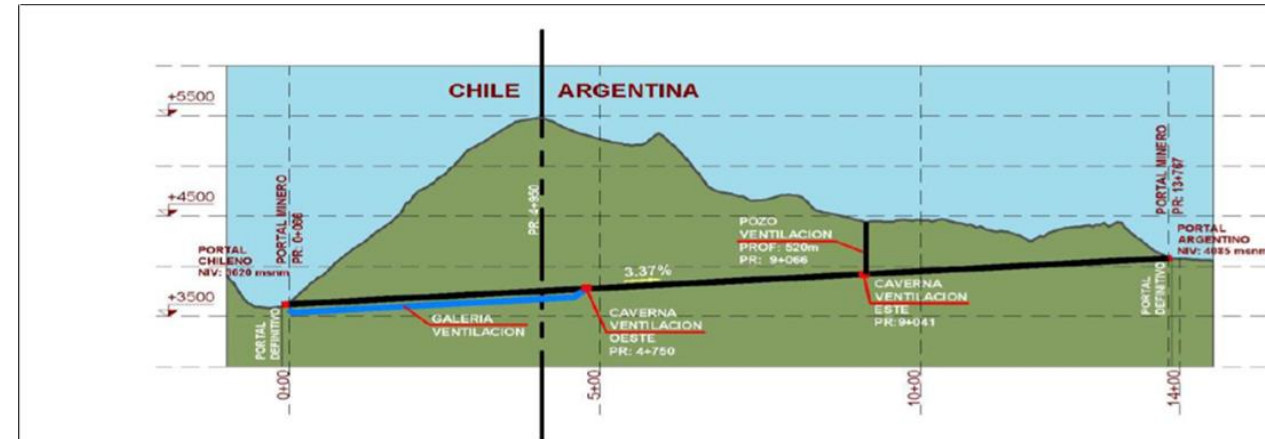 CHILE
ARGENTINA
+5500
+4500
+3500
PORTAL MINERO
PR: 0+066
PORTAL
CHILENO
NIV: 3620 msnm
PORTAL
DEFINITIVO
GALERIA
VENTILACION
PR: 4+950
3.37%
CAVERNA
VENTILACION
OESTE
PR: 4+750
POZO
VENTILACION
PROF: 520m
PR: 9+066
CAVERNA
VENTILACION
ESTE
PR:9+041
PORTAL MINERO
PR: 13+767
PORTAL
ARGENTINO
NIV: 4085 msnm
PORTAL
DEFINITIVO
0+00
5+00
10+00
14+00